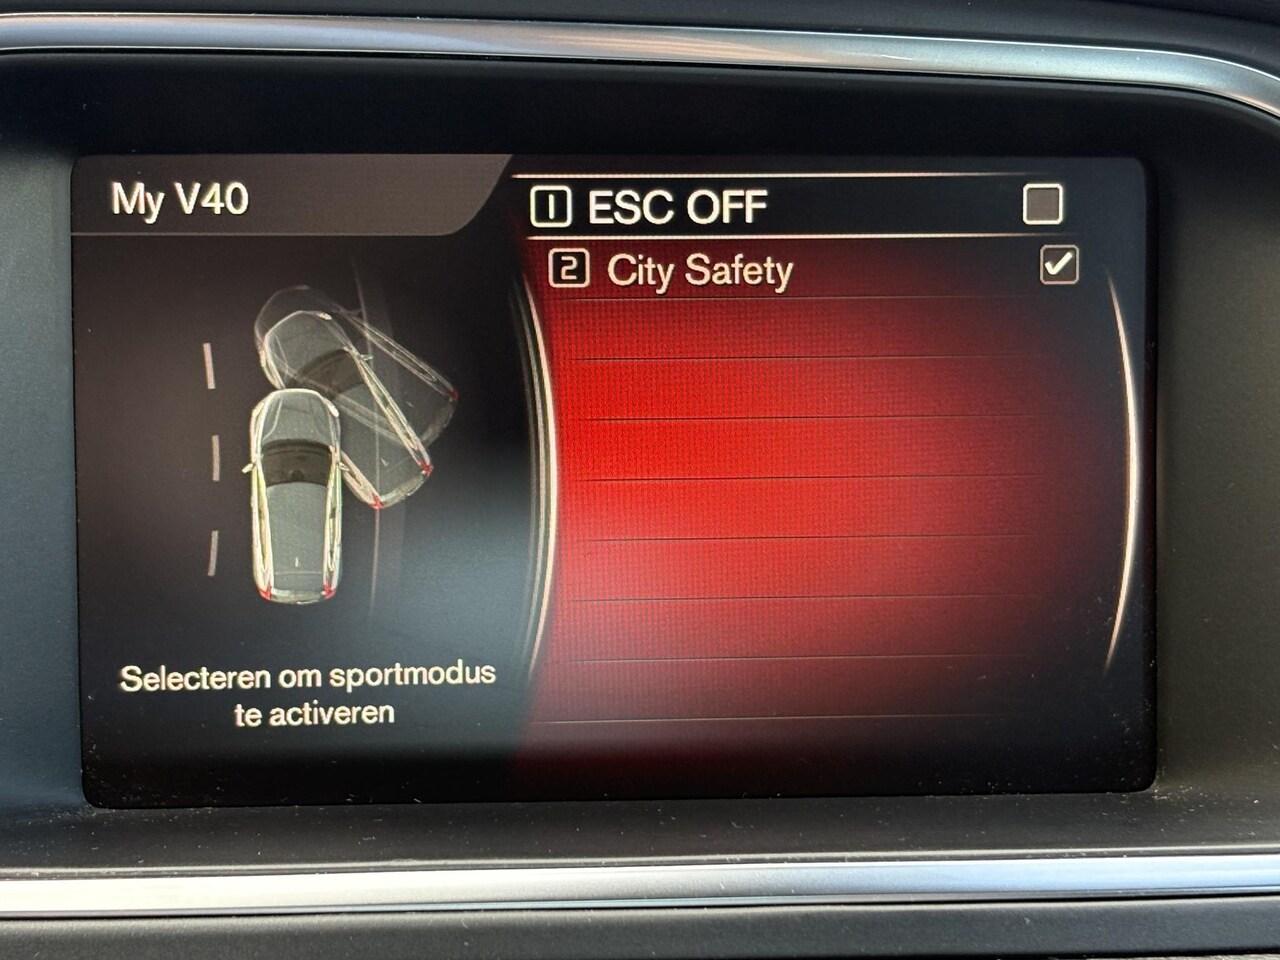 My V40
1 ESC OFF
2 City Safety
Selecteren om sportmodus
te activeren